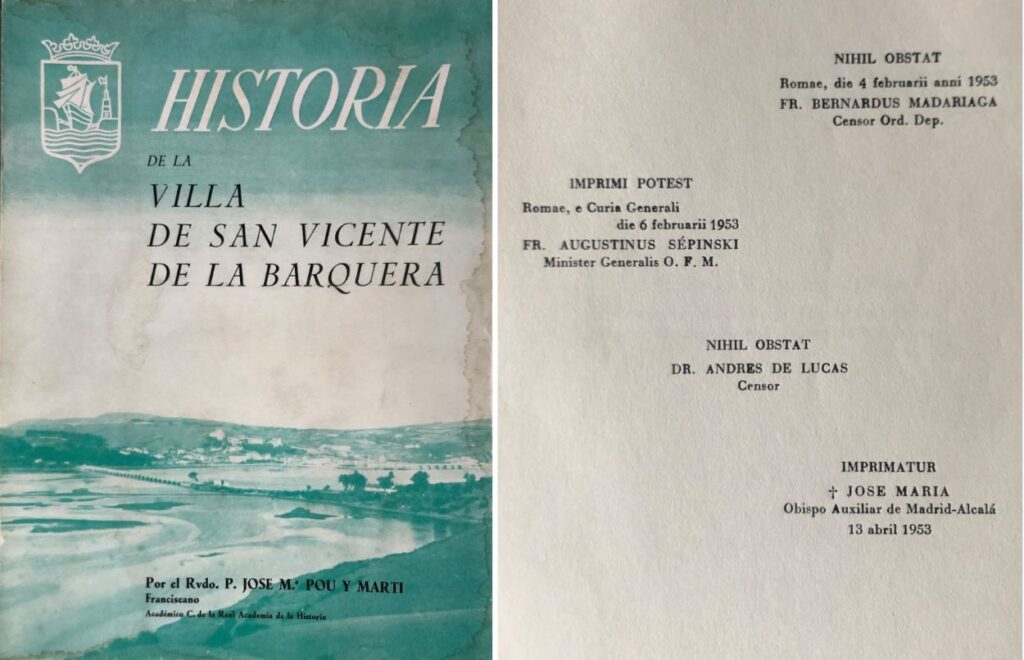 HISTORIA
DE LA
VILLA
DE SAN VICENTE
DE LA BARQUERA
Por el Rvdo. P. JOSE M.ª POU Y MARTI
Franciscano
Académico C. de la Real Academia de la Historia
NIHIL OBSTAT
Romae, die 4 februarii anni 1953
FR. BERNARDUS MADARIAGA
Censor Ord. Dep.
IMPRIMI POTEST
Romae, e Curia Generali
die 6 februarii 1953
FR. AUGUSTINUS SÉPINSKI
Minister Generalis O. F. M.
NIHIL OBSTAT
DR. ANDRES DE LUCAS
Censor
IMPRIMATUR
† JOSE MARIA
Obispo Auxiliar de Madrid-Alcalá
13 abril 1953